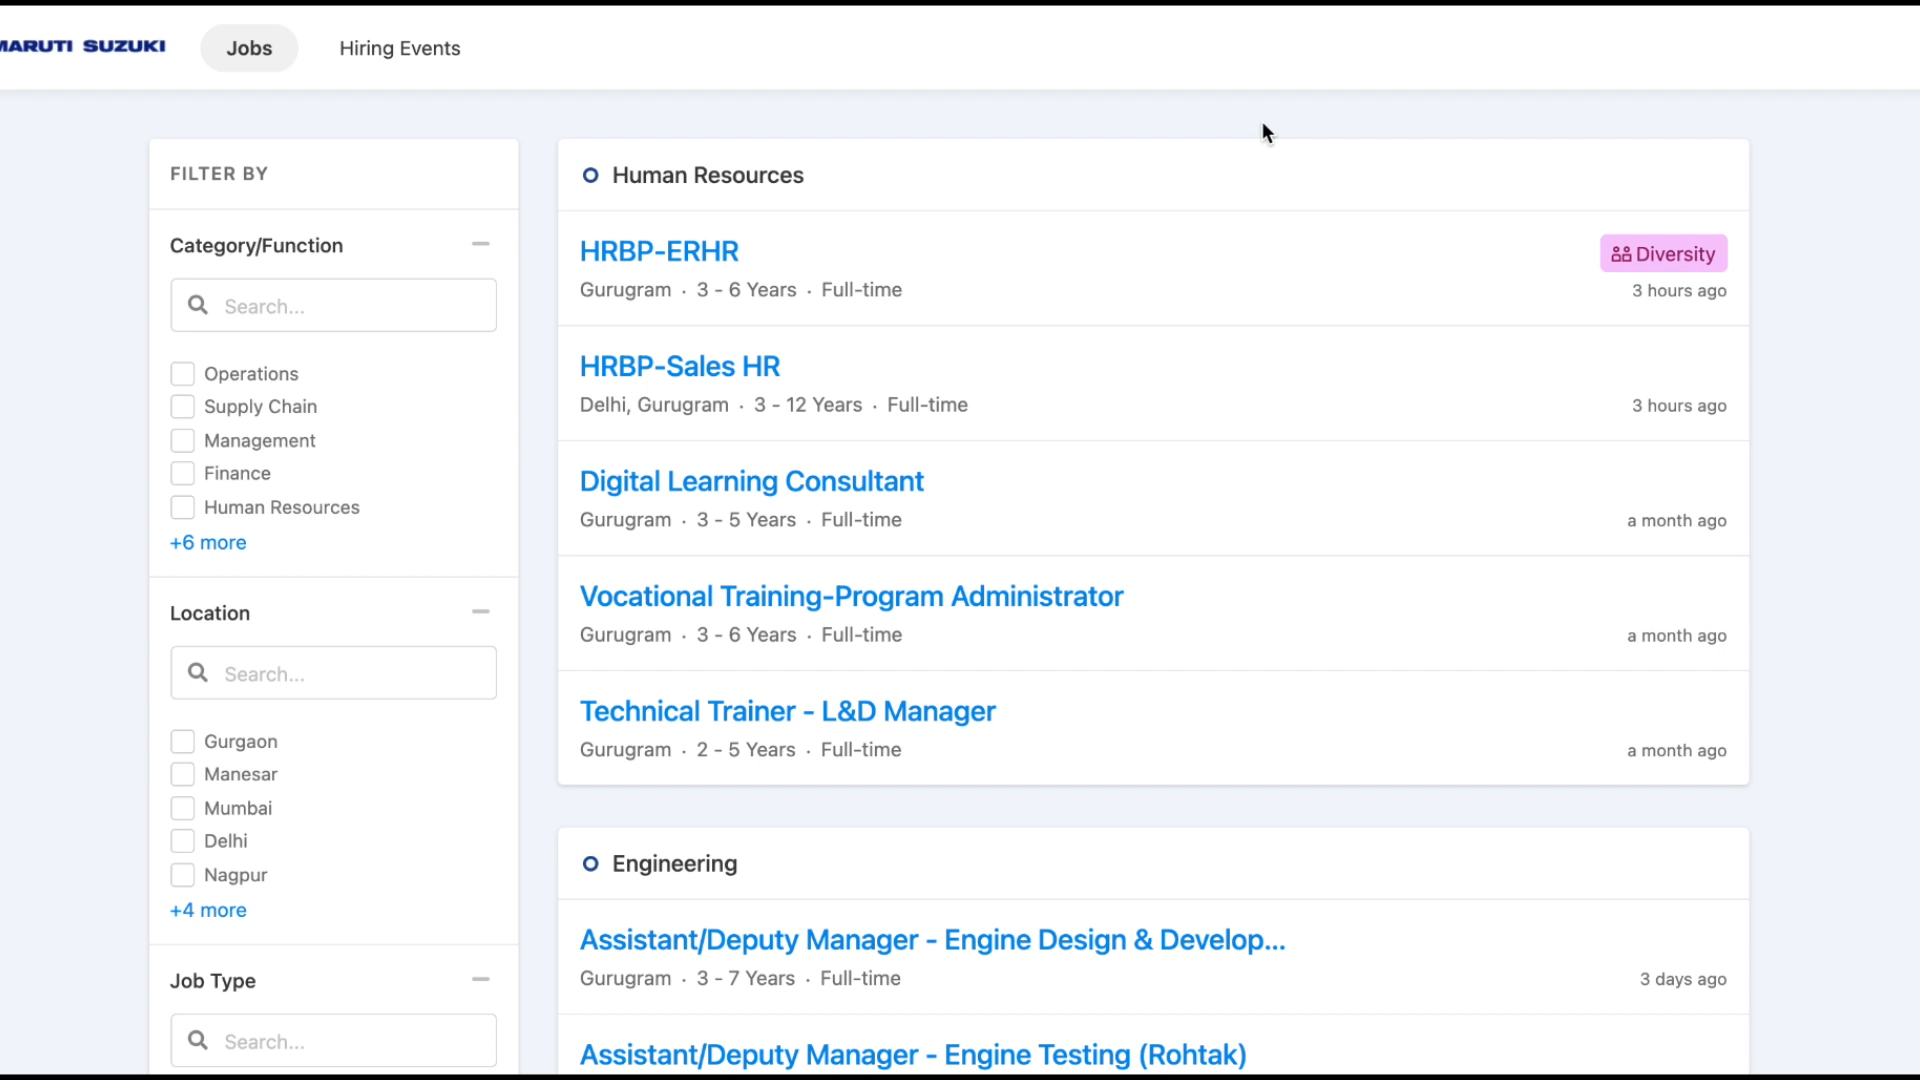 MARUTI SUZUKI
Jobs
Hiring Events
FILTER BY
Category/Function
Search...
Operations
Supply Chain
Management
Finance
Human Resources
+6 more
Location
Search...
Gurgaon
Manesar
Mumbai
Delhi
Nagpur
+4 more
Job Type
Search...
Human Resources
HRBP-ERHR
Diversity
Gurugram · 3 - 6 Years · Full-time
3 hours ago
HRBP-Sales HR
Delhi, Gurugram · 3 - 12 Years · Full-time
3 hours ago
Digital Learning Consultant
Gurugram · 3 - 5 Years · Full-time
a month ago
Vocational Training-Program Administrator
Gurugram · 3 - 6 Years · Full-time
a month ago
Technical Trainer - L&D Manager
Gurugram · 2 - 5 Years · Full-time
a month ago
Engineering
Assistant/Deputy Manager - Engine Design & Develop...
Gurugram · 3 - 7 Years · Full-time
3 days ago
Assistant/Deputy Manager - Engine Testing (Rohtak)